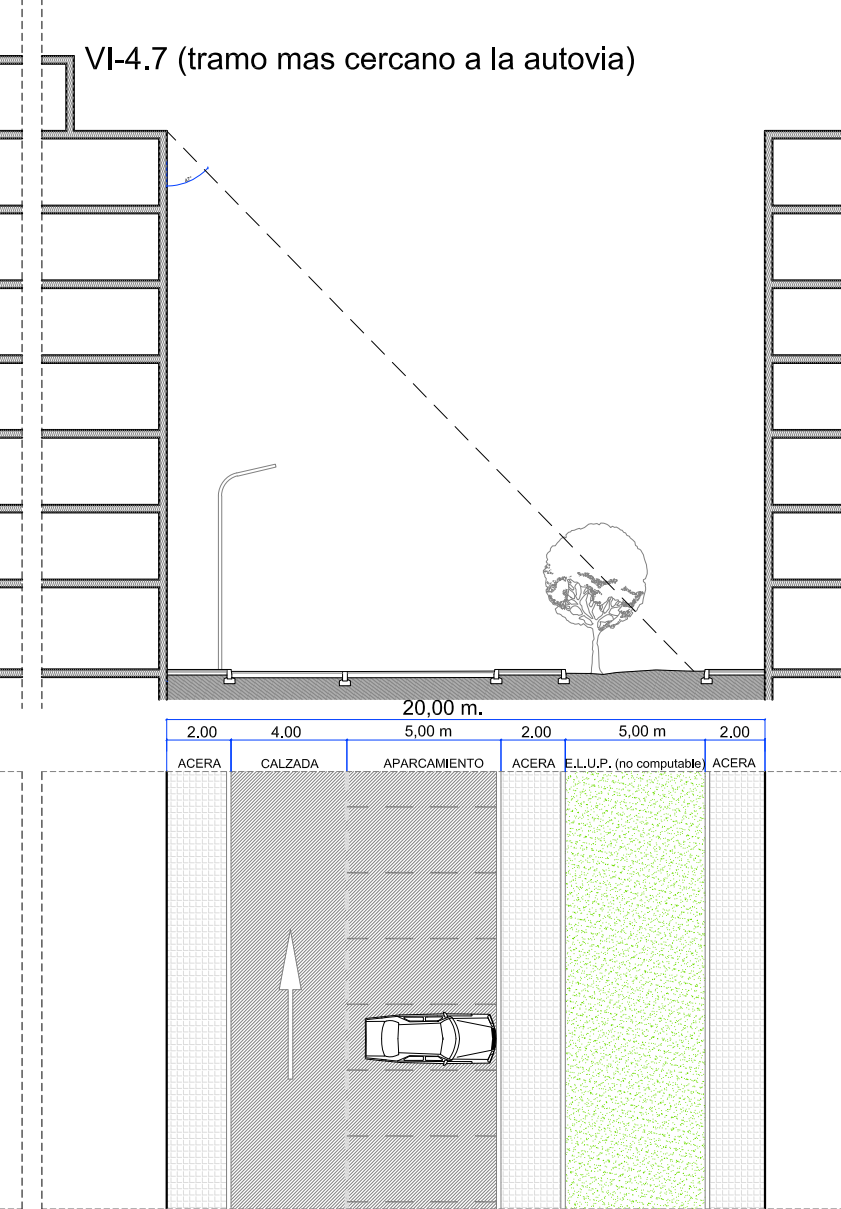 VI-4.7 (tramo mas cercano a la autovia)
20,00 m.
2.00 4.00 5,00 m 2.00 5,00 m 2.00
ACERA CALZADA APARCAMIENTO ACERA E.L.U.P. (no computable) ACERA